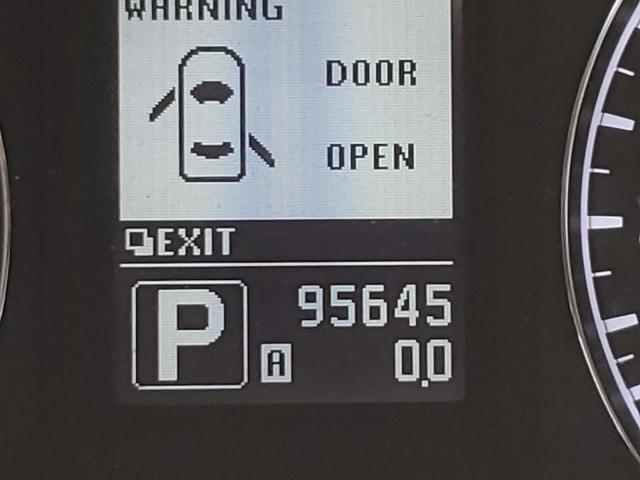 WARNING
DOOR
OPEN
EXIT
P
95645
A
0.0